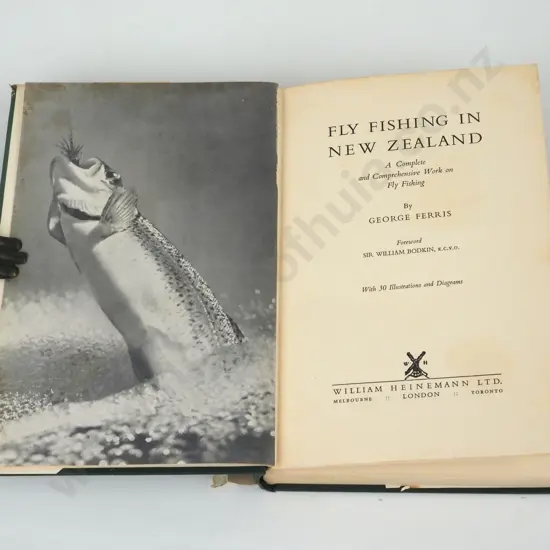 FLY FISHING IN
NEW ZEALAND
A Complete
and Comprehensive Work on
Fly Fishing
By
GEORGE FERRIS
Foreword
SIR WILLIAM BODKIN, K.C.V.O.
With 30 Illustrations and Diagrams
W H
WILLIAM HEINEMANN LTD.
MELBOURNE :: LONDON :: TORONTO